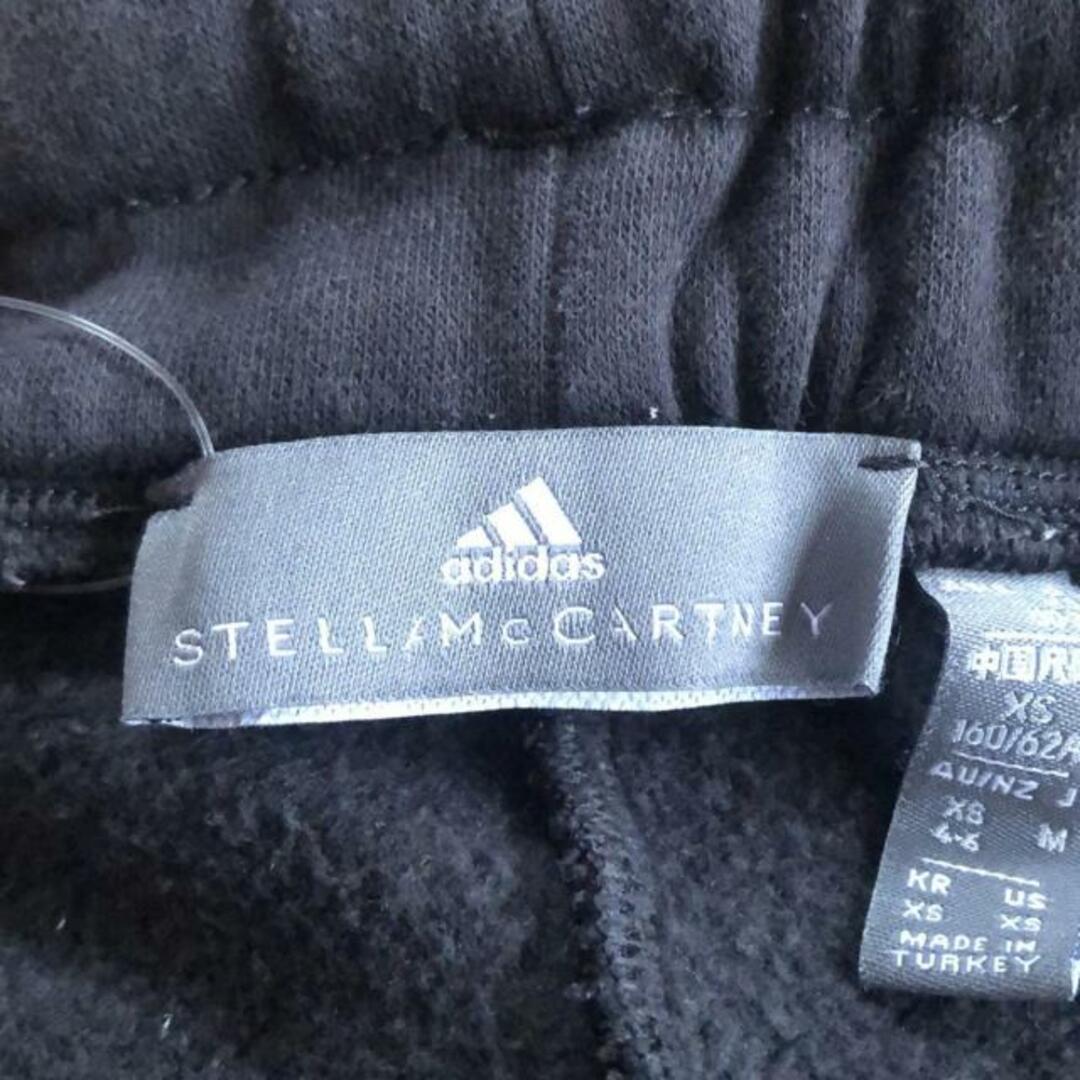 adidas
STELLA McCARTNEY
XS
160/62A
AU/NZ J
XS M
4-6
KR US
XS XS
MADE IN
TURKEY